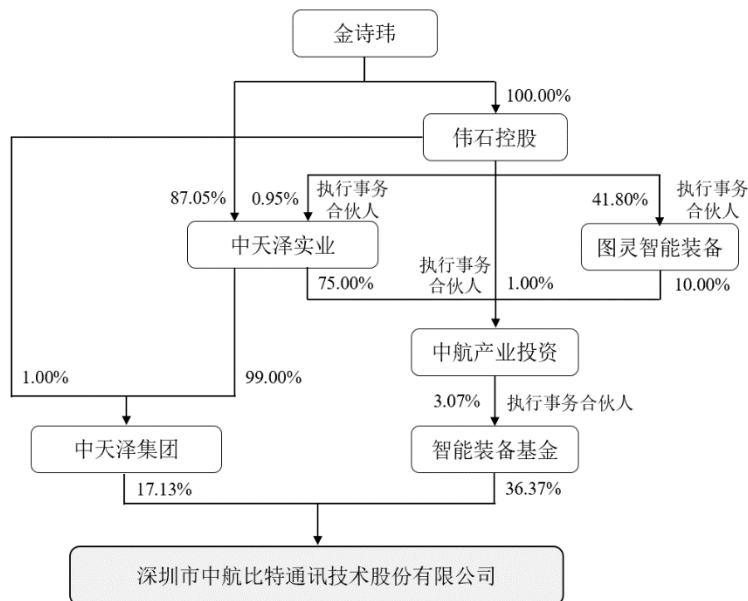 金诗玮
100.00%
伟石控股
87.05%
0.95%
执行事务
合伙人
41.80%
执行事务
合伙人
中天泽实业
图灵智能装备
执行事务
合伙人
75.00%
1.00%
10.00%
中航产业投资
1.00%
99.00%
3.07%
执行事务合伙人
中天泽集团
智能装备基金
17.13%
36.37%
深圳市中航比特通讯技术股份有限公司